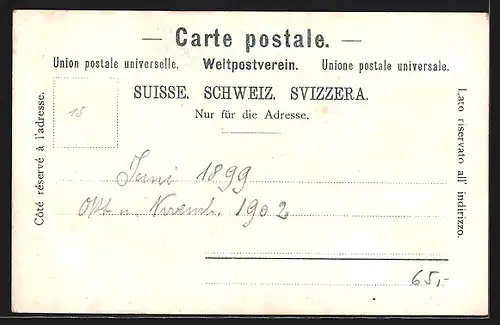 — Carte postale. —
Union postale universelle. Weltpostverein. Unione postale universale.
SUISSE. SCHWEIZ. SVIZZERA.
Nur für die Adresse.
Côté réservé à l'adresse.
Lato riservato all' indirizzo.
15
Juni 1899
Okt u. Novemb. 1902
65,-